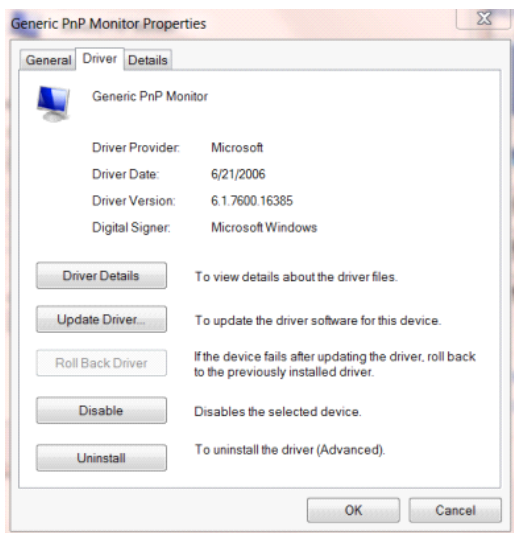 Generic PnP Monitor Properties
General Driver Details
Generic PnP Monitor
Driver Provider: Microsoft
Driver Date: 6/21/2006
Driver Version: 6.1.7600.16385
Digital Signer: Microsoft Windows
Driver Details To view details about the driver files.
Update Driver... To update the driver software for this device.
Roll Back Driver If the device fails after updating the driver, roll back
to the previously installed driver.
Disable Disables the selected device.
Uninstall To uninstall the driver (Advanced).
OK Cancel